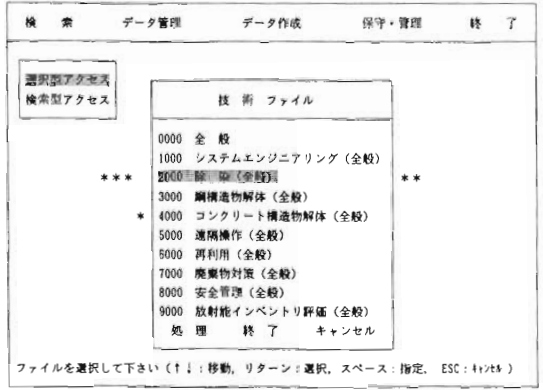 検 索 データ管理 データ作成 保守・管理 終 了
選択型アクセス
検索型アクセス
技 術 ファイル
0000 全 般
1000 システムエンジニアリング (全般)
*** 2000 除 染 (全般) **
3000 鋼構造物解体 (全般)
* 4000 コンクリート構造物解体 (全般)
5000 遠隔操作 (全般)
6000 再利用 (全般)
7000 廃棄物対策 (全般)
8000 安全管理 (全般)
9000 放射能インベントリ評価 (全般)
処 理 終 了 キャンセル
ファイルを選択して下さい (↑↓:移動, リターン:選択, スペース:指定, ESC:キャンセル)